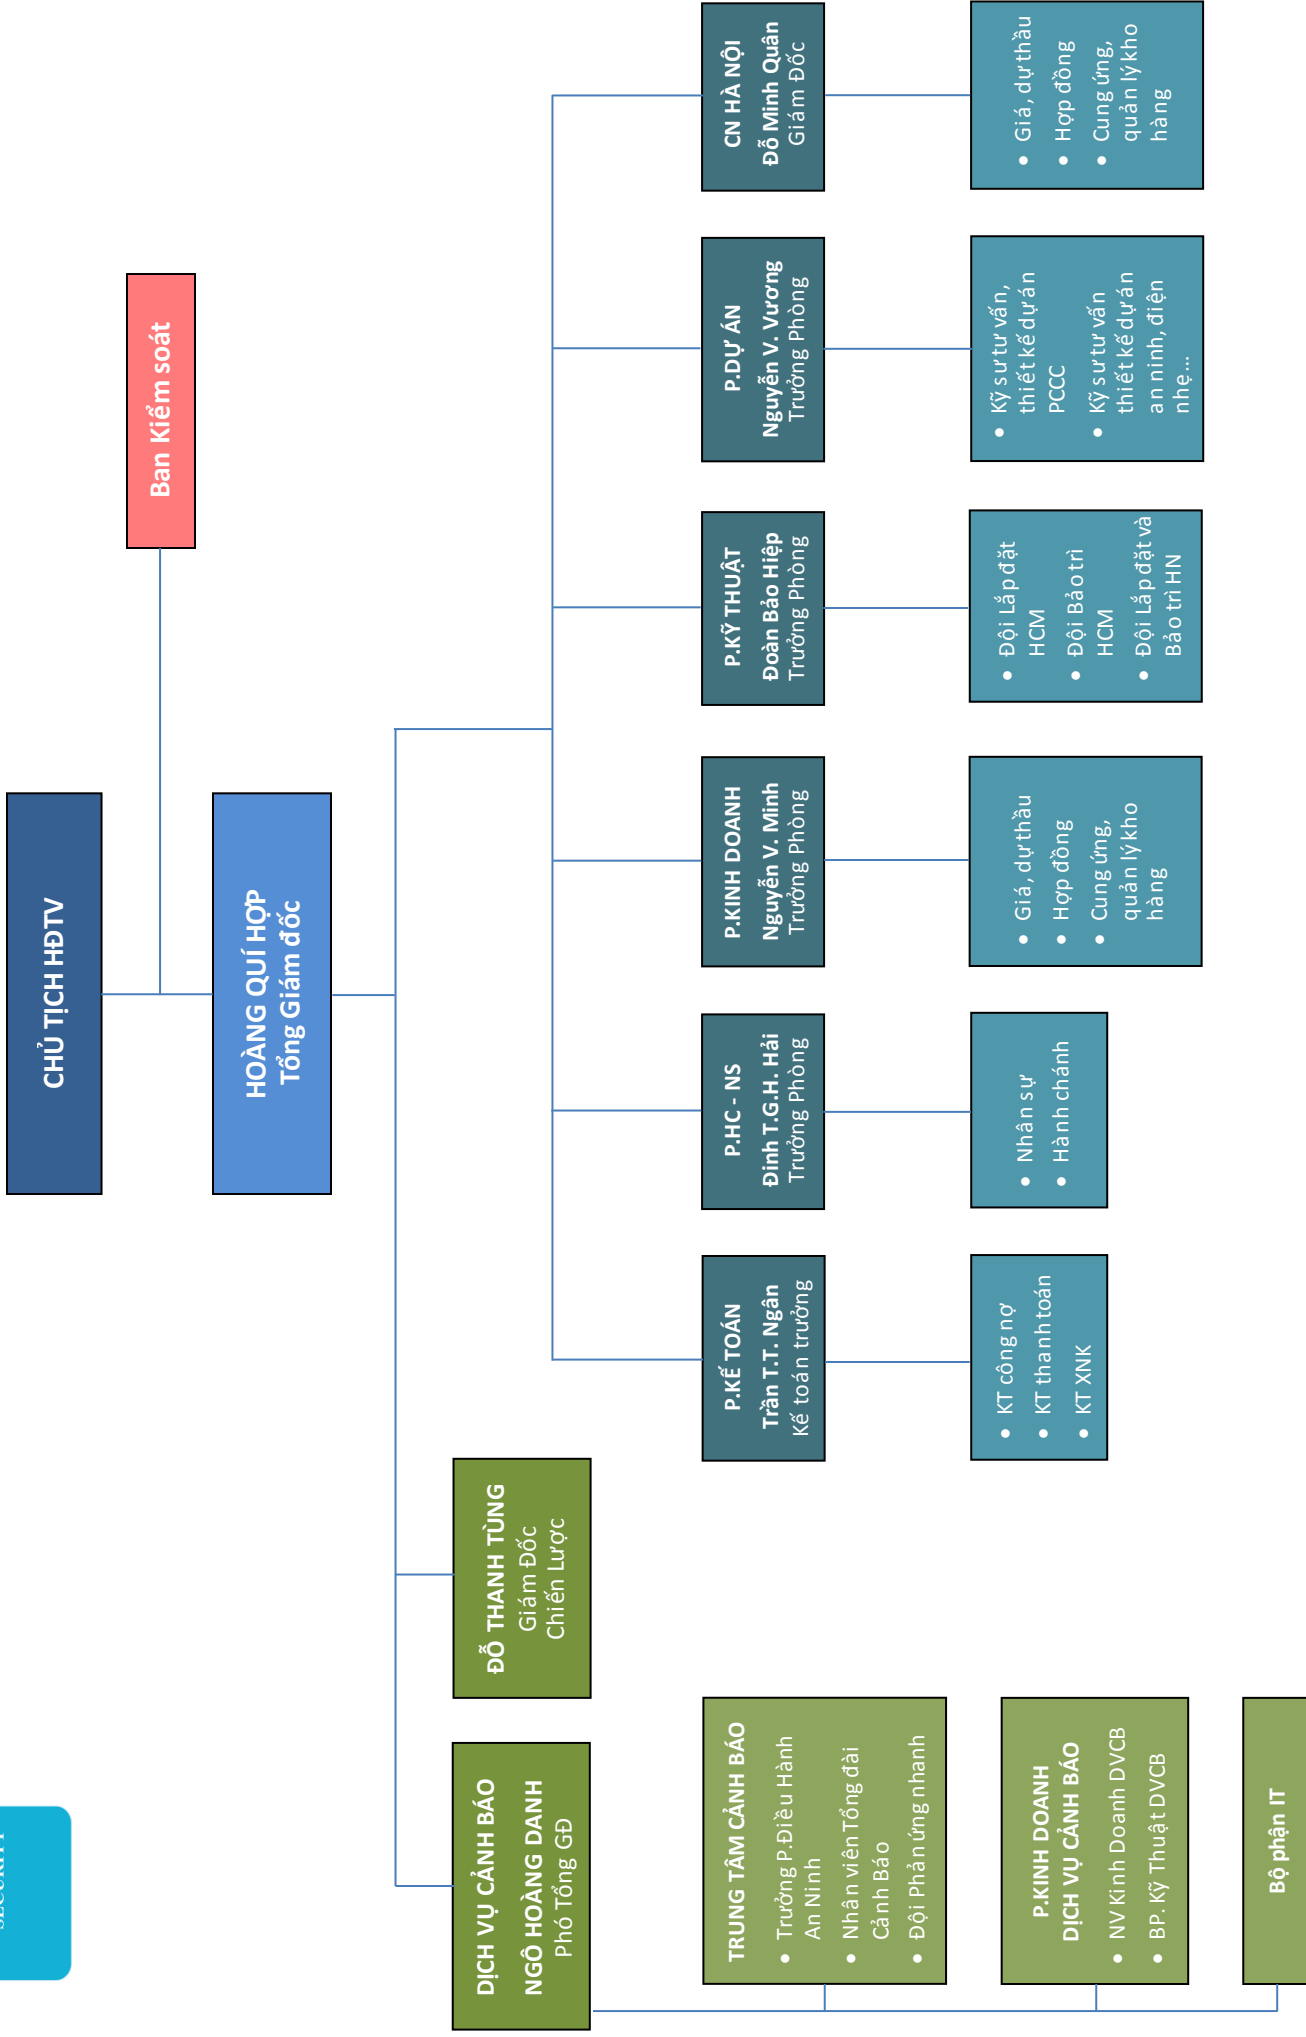 SECURITY
CHỦ TỊCH HĐTV
Ban Kiểm soát
HOÀNG QUÍ HỢP
Tổng Giám đốc
DỊCH VỤ CẢNH BÁO
NGÔ HOÀNG DANH
Phó Tổng GĐ
ĐỖ THANH TÙNG
Giám Đốc
Chiến Lược
TRUNG TÂM CẢNH BÁO
• Trưởng P.Điều Hành
An Ninh
• Nhân viên Tổng đài
Cảnh Báo
• Đội Phản ứng nhanh
P.KINH DOANH
DỊCH VỤ CẢNH BÁO
• NV Kinh Doanh DVCB
• BP. Kỹ Thuật DVCB
Bộ phận IT
P.KẾ TOÁN
Trần T.T. Ngân
Kế toán trưởng
• KT công nợ
• KT thanh toán
• KT XNK
P.HC - NS
Đinh T.G.H. Hải
Trưởng Phòng
• Nhân sự
• Hành chánh
P.KINH DOANH
Nguyễn V. Minh
Trưởng Phòng
• Giá, dự thầu
• Hợp đồng
• Cung ứng,
quản lý kho
hàng
P.KỸ THUẬT
Đoàn Bảo Hiệp
Trưởng Phòng
• Đội Lắp đặt
HCM
• Đội Bảo trì
HCM
• Đội Lắp đặt và
Bảo trì HN
P.DỰ ÁN
Nguyễn V. Vương
Trưởng Phòng
• Kỹ sư tư vấn,
thiết kế dự án
PCCC
• Kỹ sư tư vấn
thiết kế dự án
an ninh, điện
nhẹ...
CN HÀ NỘI
Đỗ Minh Quân
Giám Đốc
• Giá, dự thầu
• Hợp đồng
• Cung ứng,
quản lý kho
hàng